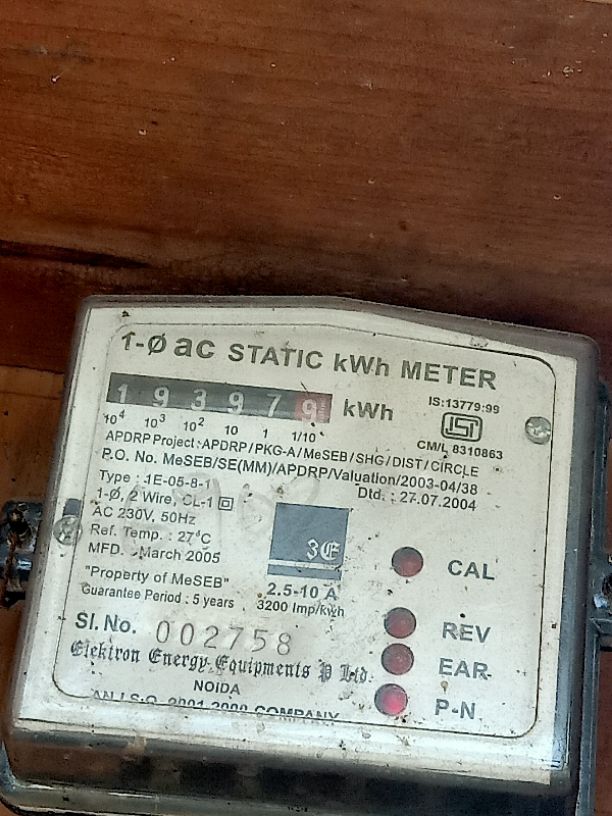 1-Ø ac STATIC kWh METER
1 9 3 9 7 9 kWh
10⁴ 10³ 10² 10 1 1/10
IS:13779:99
ISI
CM/L 8310863
APDRP Project :APDRP/PKG-A/MeSEB/SHG/DIST/CIRCLE
P.O. No. MeSEB/SE(MM)/APDRP/Valuation/2003-04/38
Dtd. : 27.07.2004
Type : 1E-05-8-1
1-Ø, 2 Wire, CL-1
AC 230V, 50Hz
Ref. Temp. : 27°C
MFD. : March 2005
"Property of MeSEB"
Guarantee Period : 5 years
3E
2.5-10 A
3200 Imp/kwh
CAL
REV
EAR
P-N
Sl. No. 002758
Elektron Energy Equipments P Ltd.
NOIDA
AN I.S.O. 9001-2000 COMPANY